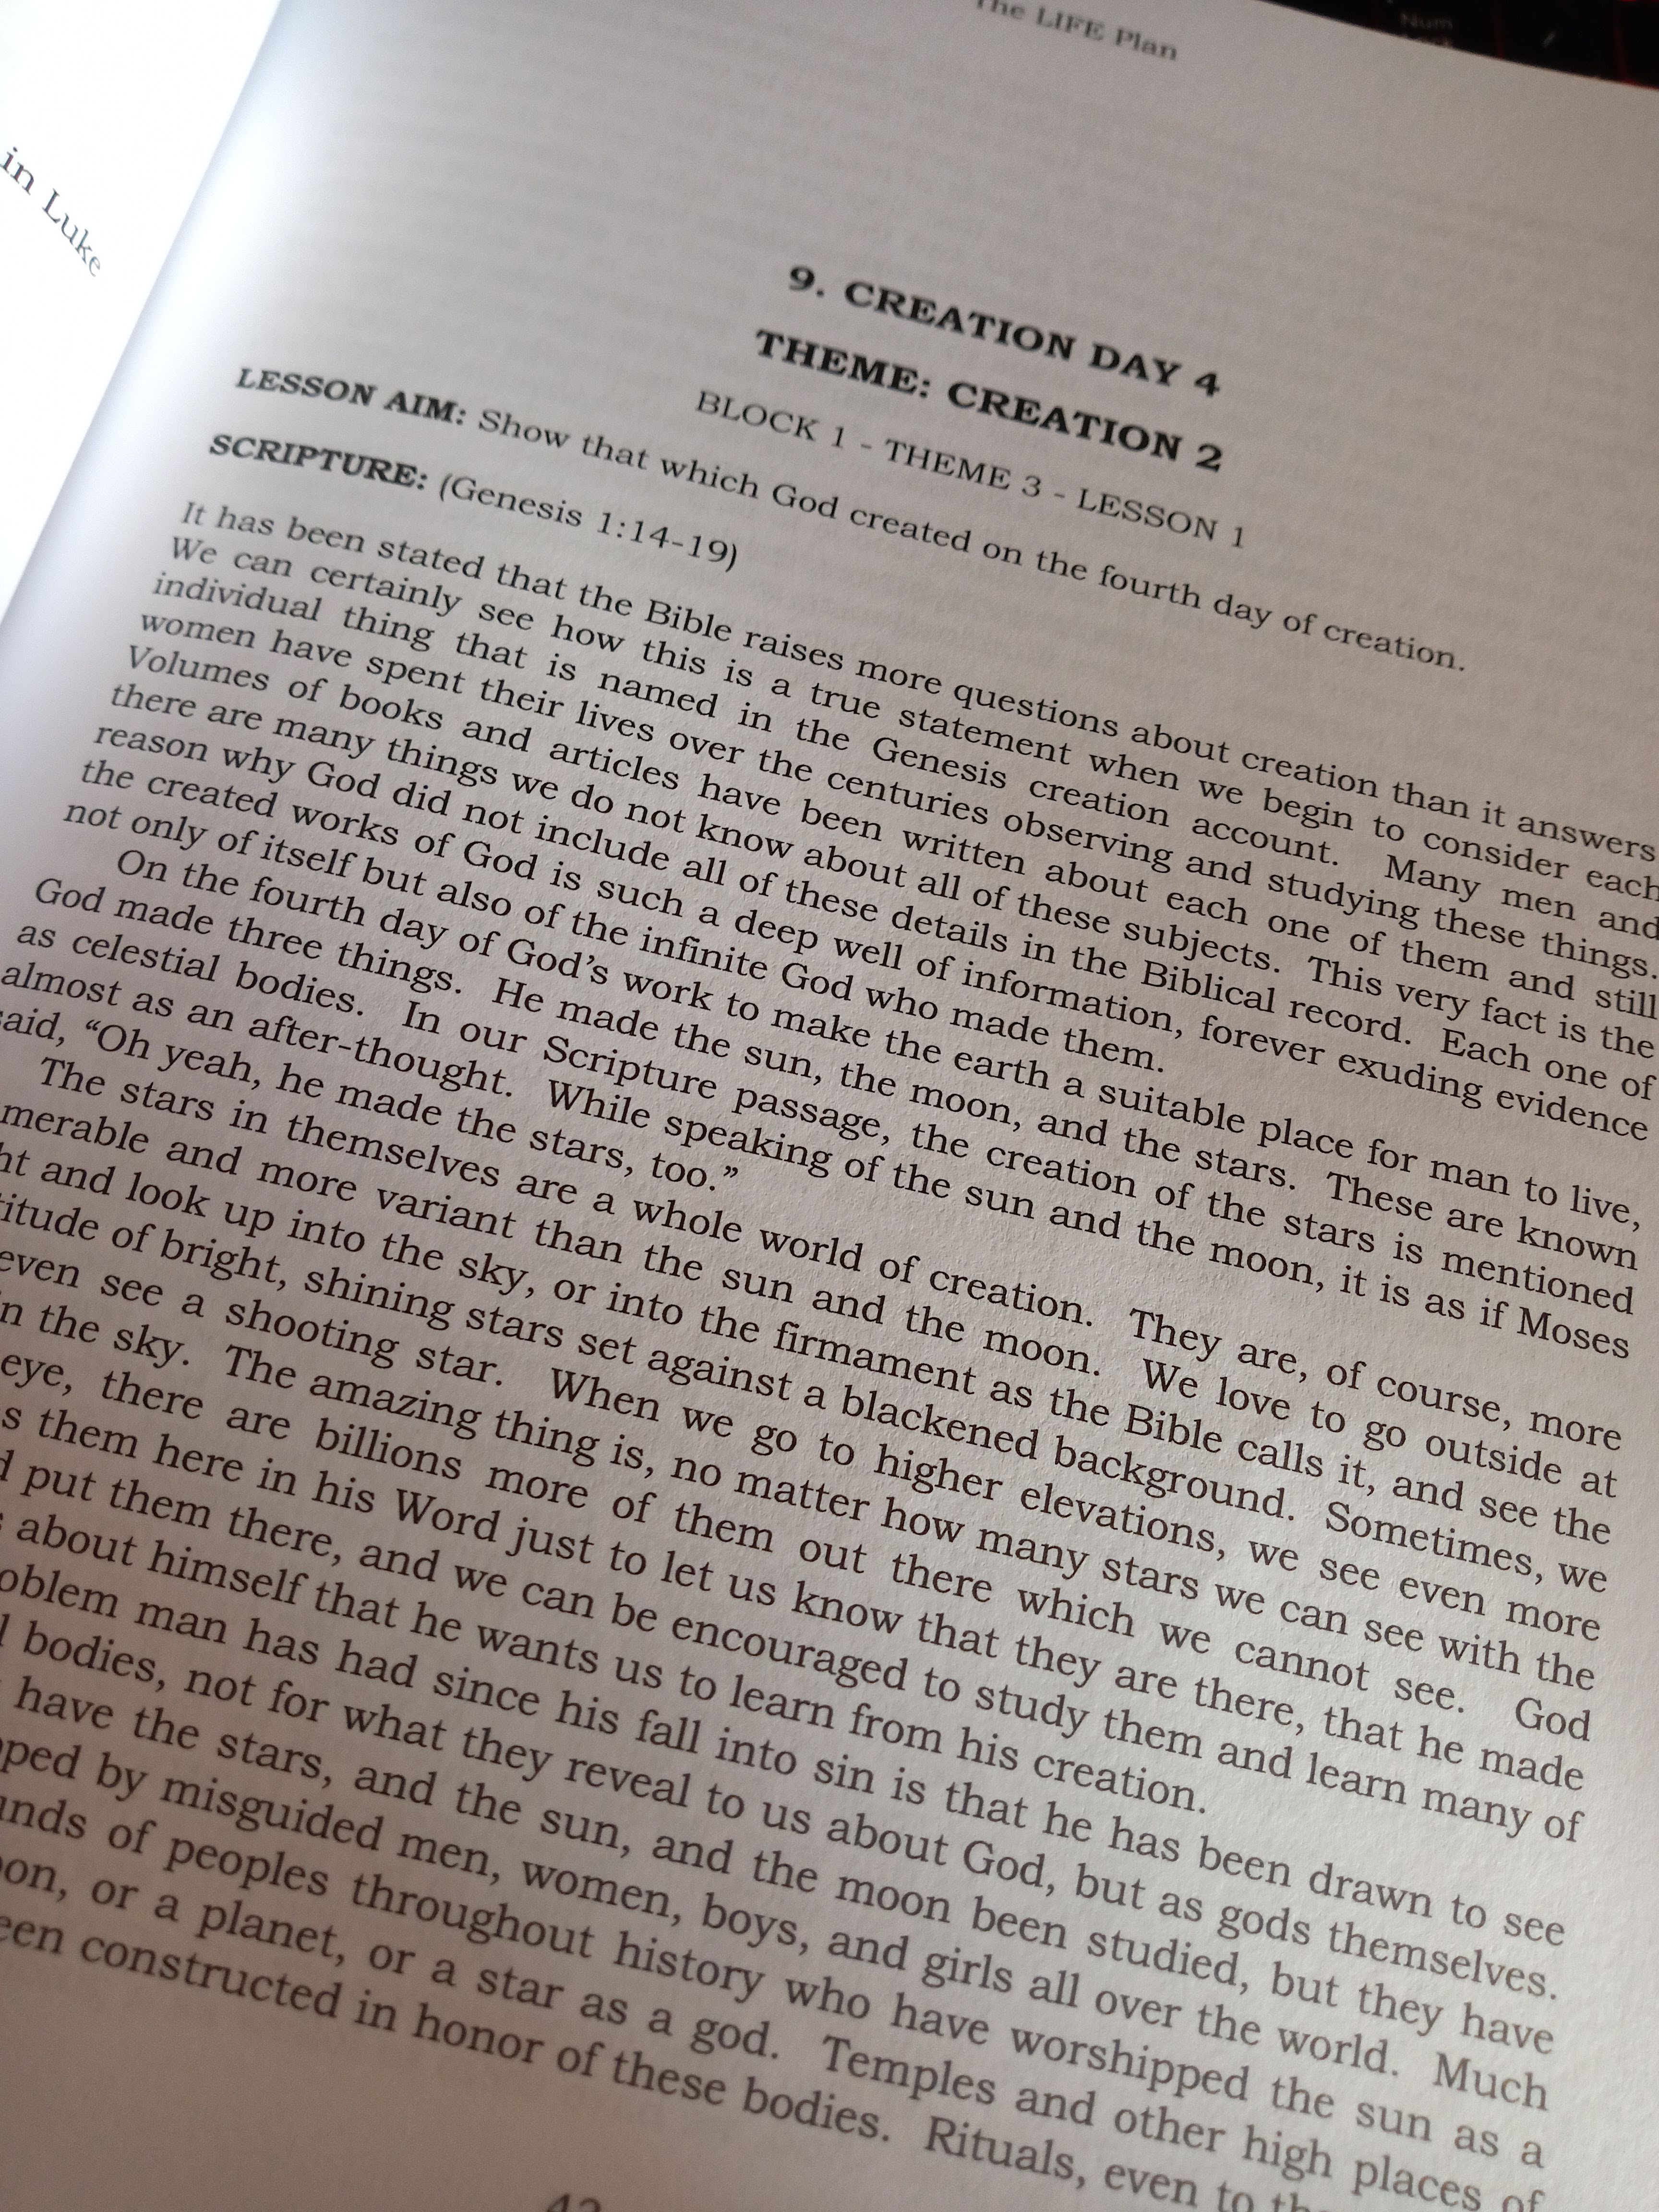 The LIFE Plan
in Luke
9. CREATION DAY 4
THEME: CREATION 2
BLOCK 1 - THEME 3 - LESSON 1
LESSON AIM: Show that which God created on the fourth day of creation.
SCRIPTURE: (Genesis 1:14-19)
It has been stated that the Bible raises more questions about creation than it answers
We can certainly see how this is a true statement when we begin to consider each
individual thing that is named in the Genesis creation account. Many men and
women have spent their lives over the centuries observing and studying these things.
Volumes of books and articles have been written about each one of them and still
there are many things we do not know about all of these subjects. This very fact is the
reason why God did not include all of these details in the Biblical record. Each one of
the created works of God is such a deep well of information, forever exuding evidence
not only of itself but also of the infinite God who made them.
On the fourth day of God's work to make the earth a suitable place for man to live,
God made three things. He made the sun, the moon, and the stars. These are known
as celestial bodies. In our Scripture passage, the creation of the stars is mentioned
almost as an after-thought. While speaking of the sun and the moon, it is as if Moses
said, “Oh yeah, he made the stars, too.”
The stars in themselves are a whole world of creation. They are, of course, more
merable and more variant than the sun and the moon. We love to go outside at
ht and look up into the sky, or into the firmament as the Bible calls it, and see the
titude of bright, shining stars set against a blackened background. Sometimes, we
even see a shooting star. When we go to higher elevations, we see even more
in the sky. The amazing thing is, no matter how many stars we can see with the
eye, there are billions more of them out there which we cannot see. God
s them here in his Word just to let us know that they are there, that he made
d put them there, and we can be encouraged to study them and learn many of
about himself that he wants us to learn from his creation.
oblem man has had since his fall into sin is that he has been drawn to see
l bodies, not for what they reveal to us about God, but as gods themselves.
have the stars, and the sun, and the moon been studied, but they have
pped by misguided men, women, boys, and girls all over the world. Much
unds of peoples throughout history who have worshipped the sun as a
oon, or a planet, or a star as a god. Temples and other high places of
een constructed in honor of these bodies. Rituals, even to